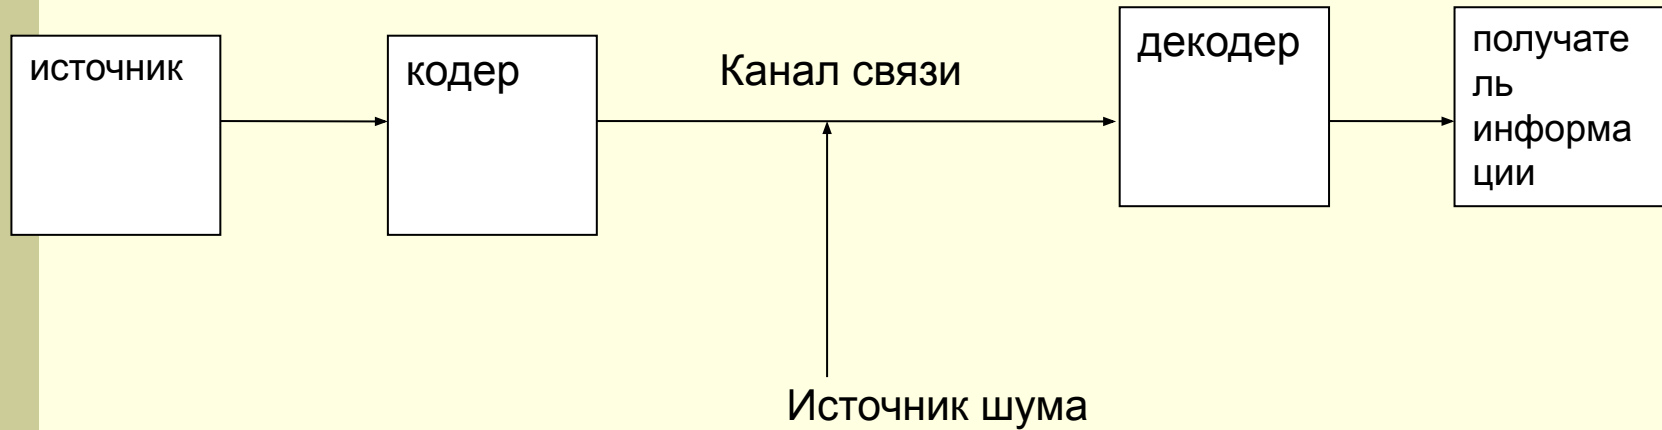 источник
кодер
Канал связи
декодер
получате
ль
информа
ции
Источник шума